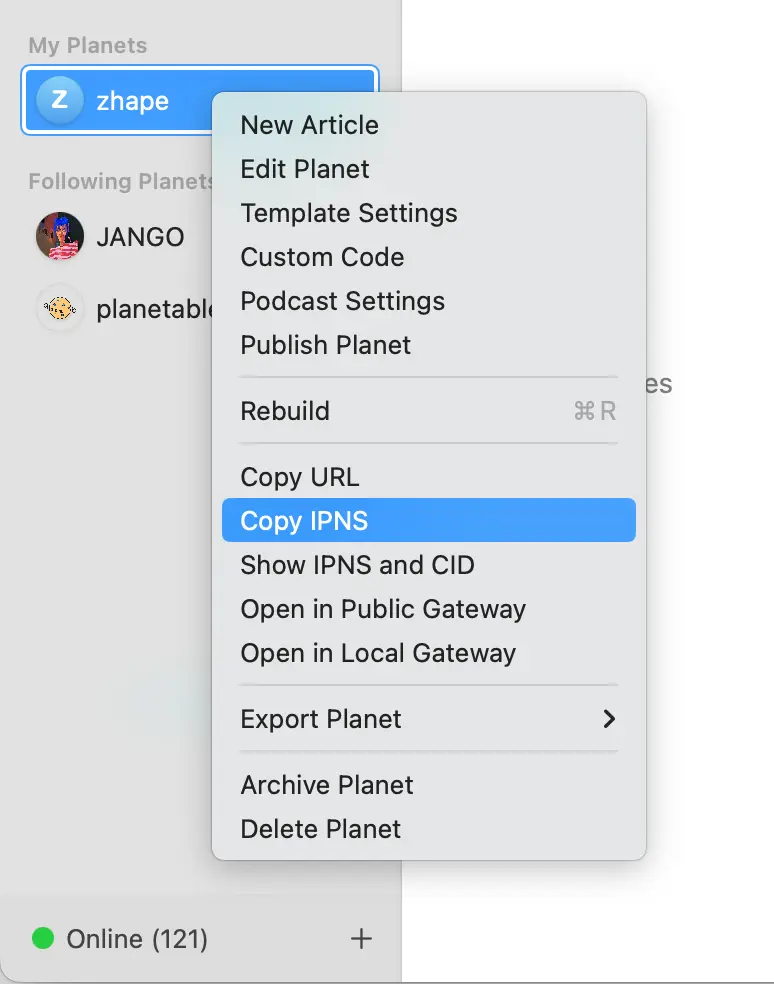 My Planets
Z zhape
New Article
Edit Planet
Following Planets
Template Settings
JANGO
Custom Code
planetable
Podcast Settings
Publish Planet
es
Rebuild ⌘ R
Copy URL
Copy IPNS
Show IPNS and CID
Open in Public Gateway
Open in Local Gateway
Export Planet
Archive Planet
Delete Planet
Online (121)